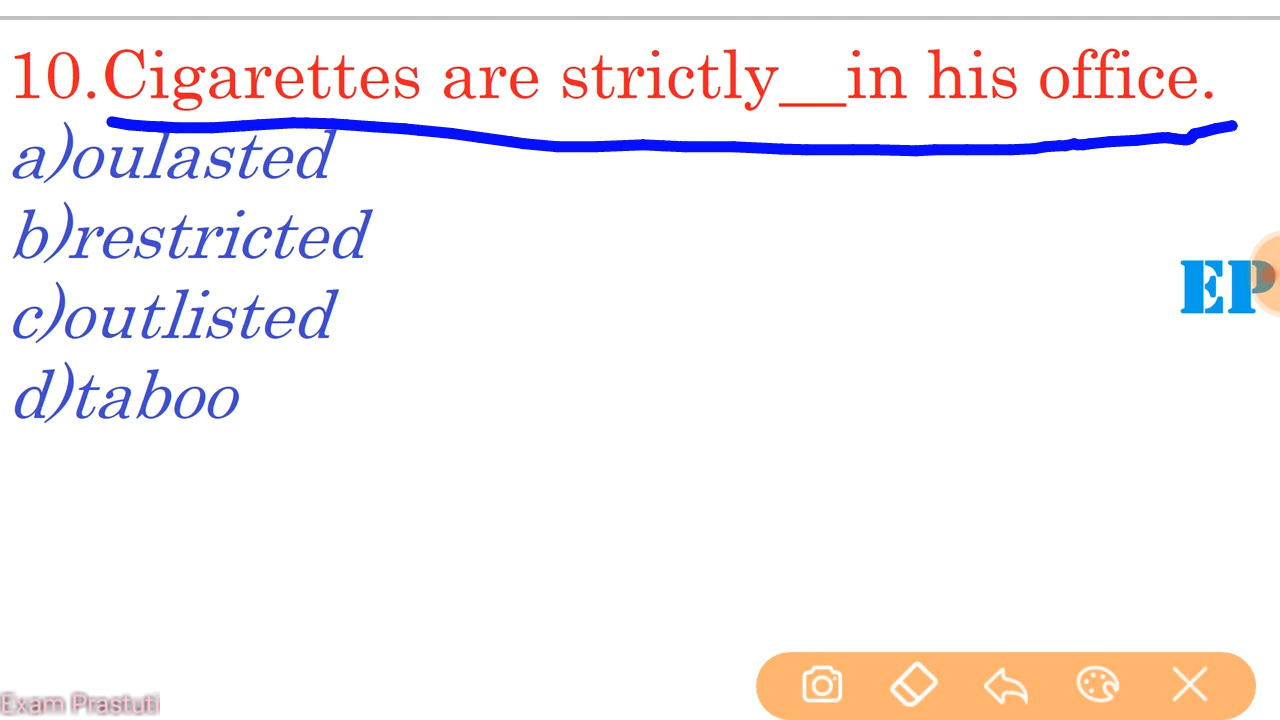 10.Cigarettes are strictly__in his office.
a)oulasted
b)restricted
c)outlisted
d)taboo
EP
Exam Prastuti